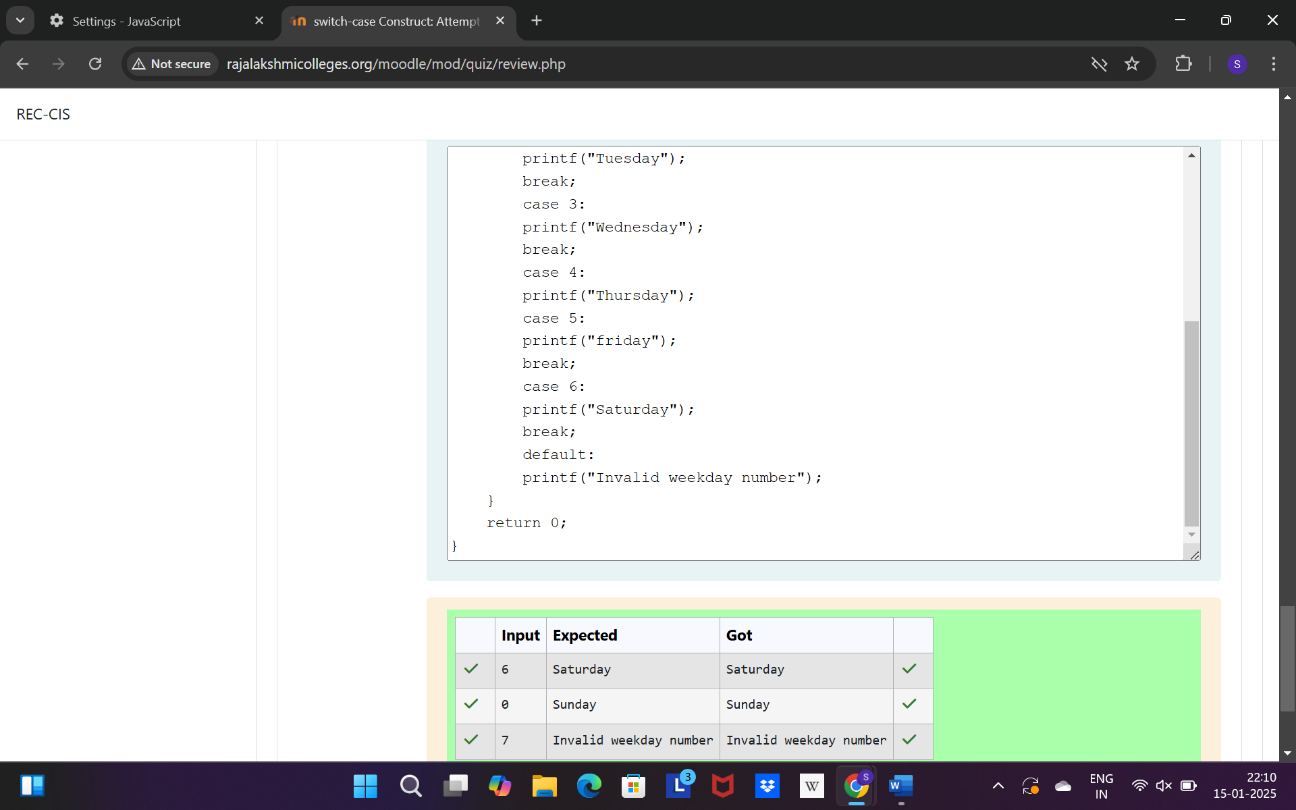 Settings - JavaScript
switch-case Construct: Attempt
Not secure
rajalakshmicolleges.org/moodle/mod/quiz/review.php
S
REC-CIS
printf("Tuesday");
break;
case 3:
printf("Wednesday");
break;
case 4:
printf("Thursday");
case 5:
printf("friday");
break;
case 6:
printf("Saturday");
break;
default:
printf("Invalid weekday number");
}
return 0;
}
Input Expected Got
6 Saturday Saturday
0 Sunday Sunday
7 Invalid weekday number Invalid weekday number
L 3 W S W
ENG IN
22:10
15-01-2025